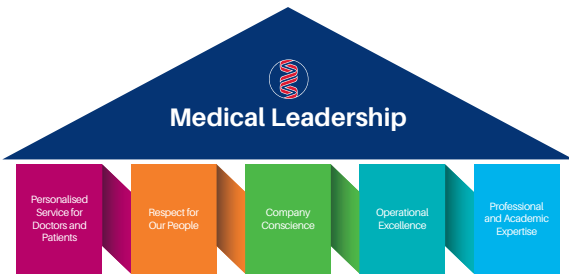 Medical Leadership
Personalised
Service for
Doctors and
Patients
Respect for
Our People
Company
Conscience
Operational
Excellence
Professional
and Academic
Expertise